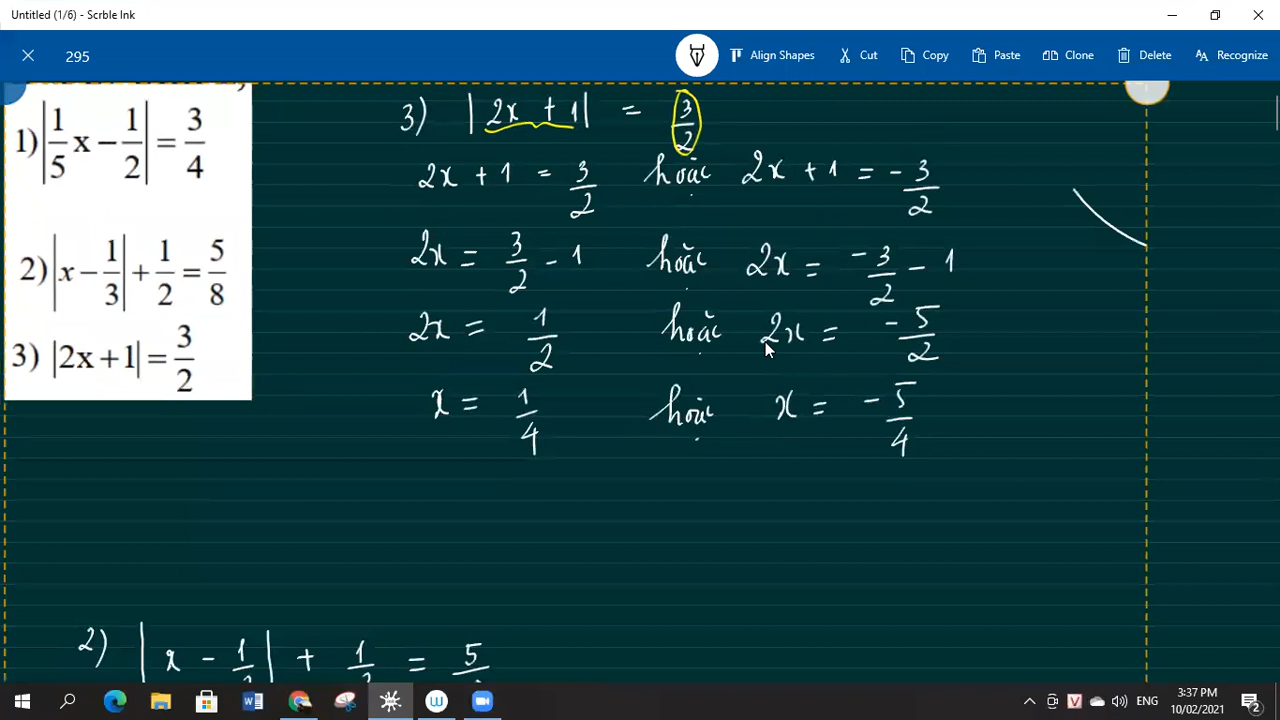 Untitled (1/6) - Scrble Ink
295 Align Shapes Cut Copy Paste Clone Delete Recognize
1) |1/5 x − 1/2| = 3/4
2) |x − 1/3| + 1/2 = 5/8
3) |2x + 1| = 3/2
3) |2x + 1| = 3/2
2x + 1 = 3/2 hoặc 2x + 1 = - 3/2
2x = 3/2 - 1 hoặc 2x = - 3/2 - 1
2x = 1/2 hoặc 2x = - 5/2
x = 1/4 hoặc x = - 5/4
2) |x - 1/3| + 1/2 = 5/
ENG
3:37 PM
10/02/2021
2